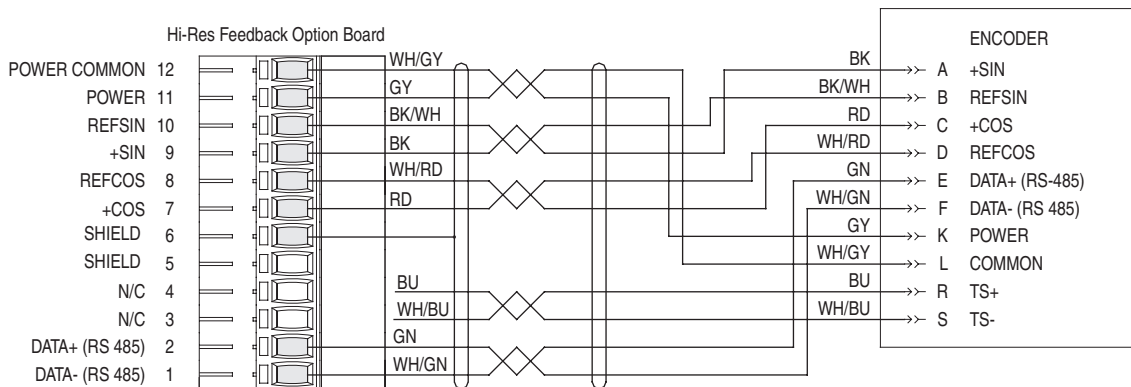 Hi-Res Feedback Option Board
ENCODER
POWER COMMON 12 WH/GY BK A +SIN
POWER 11 GY BK/WH B REFSIN
REFSIN 10 BK/WH RD C +COS
+SIN 9 BK WH/RD D REFCOS
REFCOS 8 WH/RD GN E DATA+ (RS-485)
+COS 7 RD WH/GN F DATA- (RS 485)
SHIELD 6 GY K POWER
SHIELD 5 WH/GY L COMMON
N/C 4 BU BU R TS+
N/C 3 WH/BU WH/BU S TS-
DATA+ (RS 485) 2 GN
DATA- (RS 485) 1 WH/GN